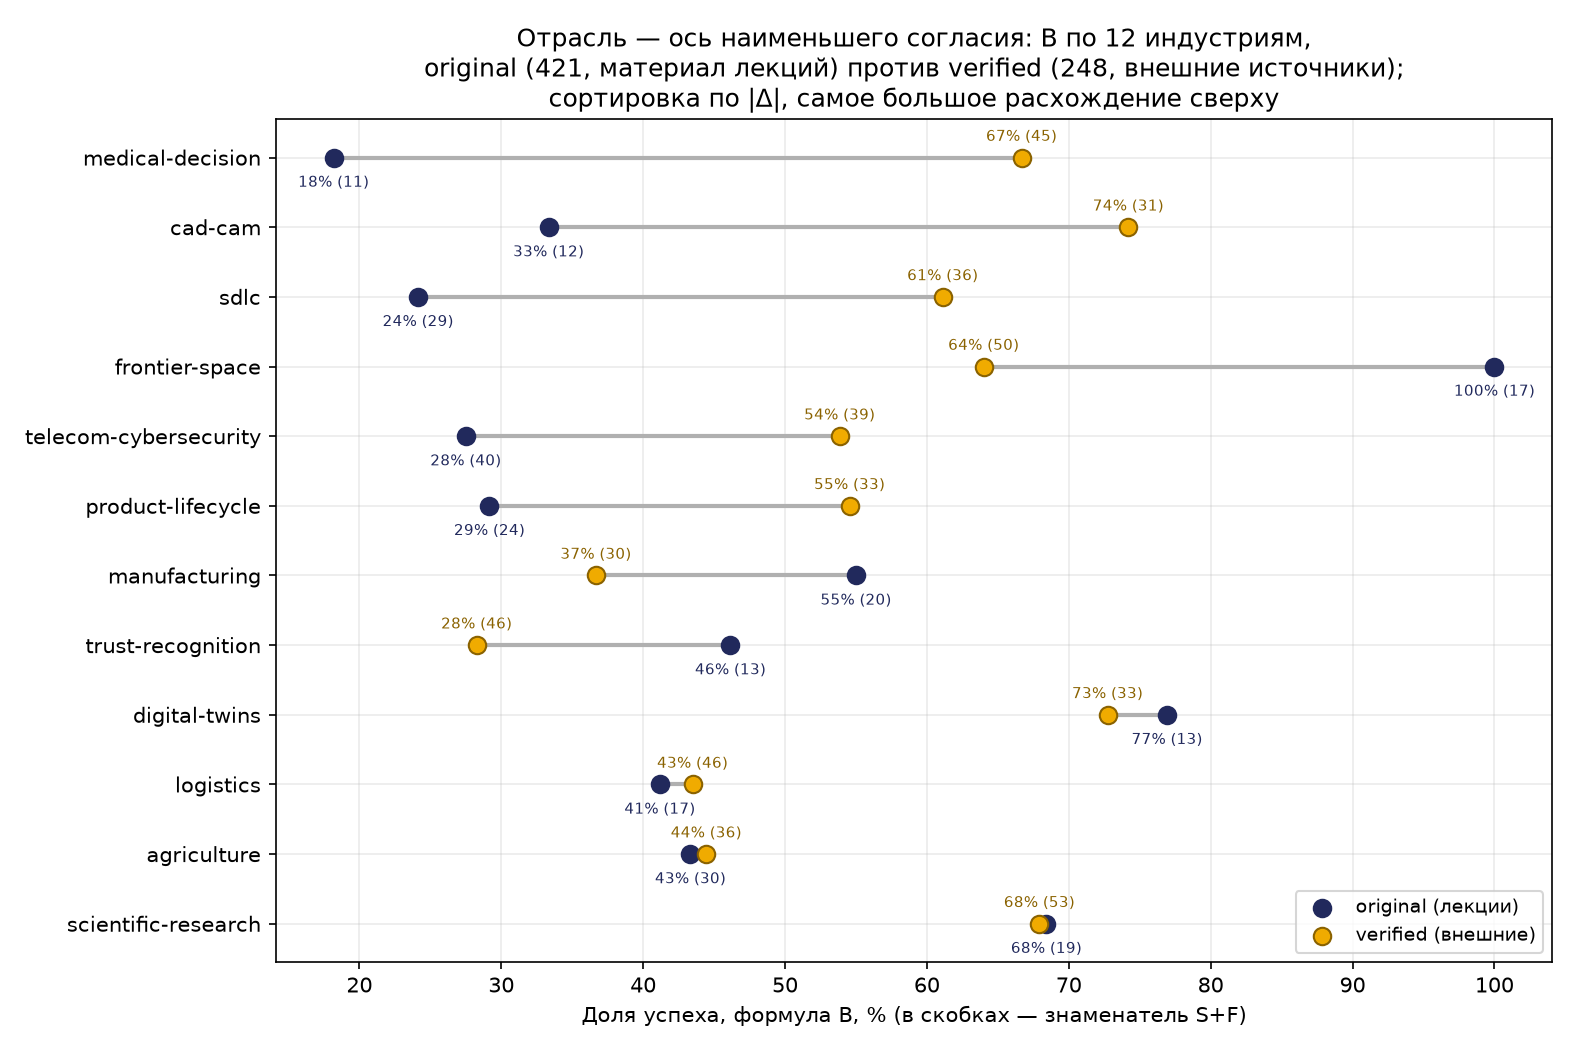 Отрасль — ось наименьшего согласия: B по 12 индустриям,
original (421, материал лекций) против verified (248, внешние источники);
сортировка по |Δ|, самое большое расхождение сверху
medical-decision
67% (45)
18% (11)
cad-cam
74% (31)
33% (12)
sdlc
61% (36)
24% (29)
frontier-space
64% (50)
100% (17)
telecom-cybersecurity
54% (39)
28% (40)
product-lifecycle
55% (33)
29% (24)
manufacturing
37% (30)
55% (20)
trust-recognition
28% (46)
46% (13)
digital-twins
73% (33)
77% (13)
logistics
43% (46)
41% (17)
agriculture
44% (36)
43% (30)
scientific-research
68% (53)
68% (19)
original (лекции)
verified (внешние)
20 30 40 50 60 70 80 90 100
Доля успеха, формула B, % (в скобках — знаменатель S+F)